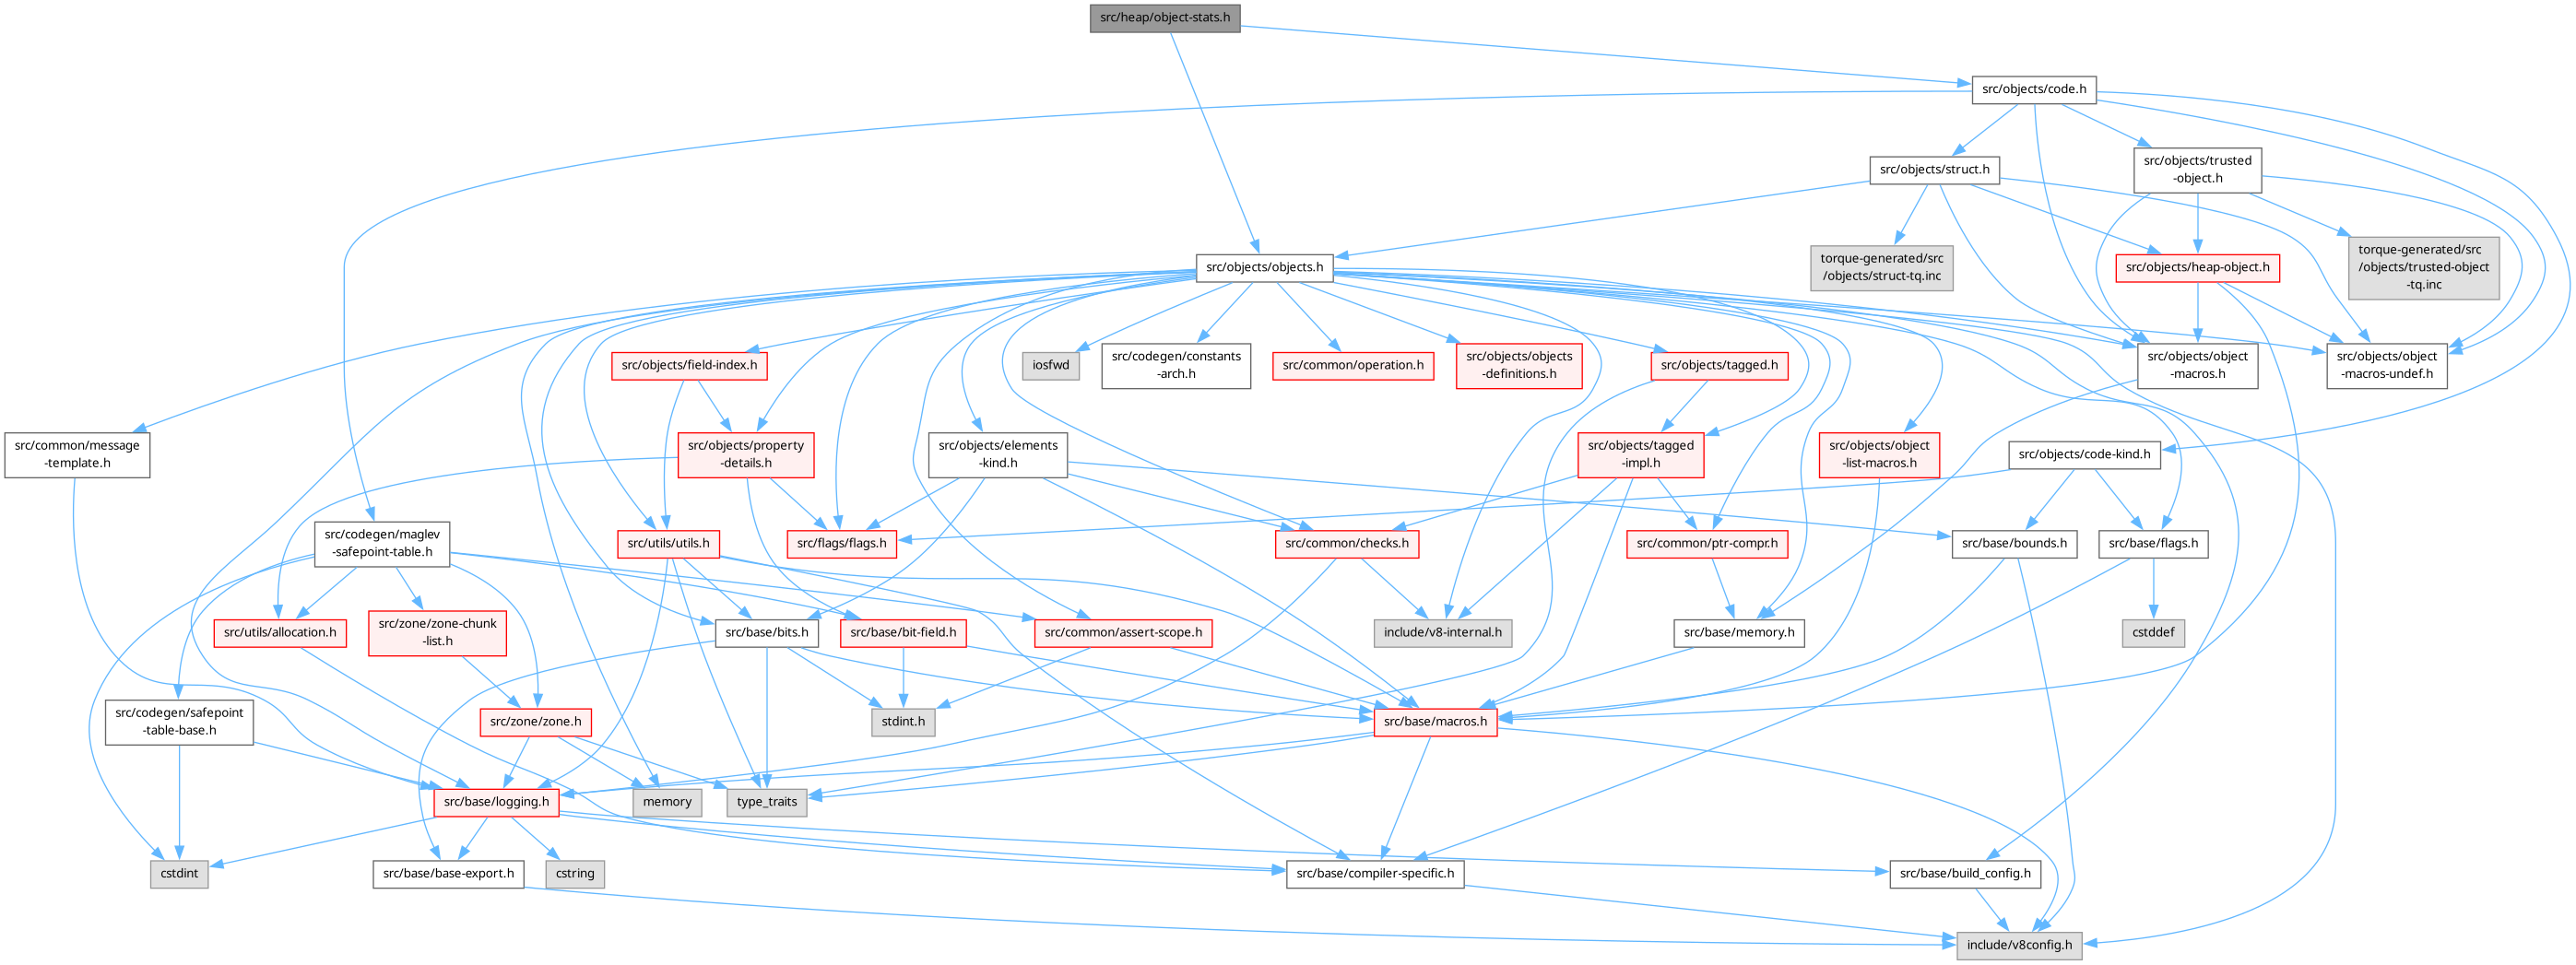 src/heap/object-stats.h
src/objects/code.h
src/objects/struct.h
src/objects/trusted
-object.h
src/objects/objects.h
torque-generated/src
/objects/struct-tq.inc
src/objects/heap-object.h
torque-generated/src
/objects/trusted-object
-tq.inc
src/objects/field-index.h
iosfwd
src/codegen/constants
-arch.h
src/common/operation.h
src/objects/objects
-definitions.h
src/objects/tagged.h
src/objects/object
-macros.h
src/objects/object
-macros-undef.h
src/common/message
-template.h
src/objects/property
-details.h
src/objects/elements
-kind.h
src/objects/tagged
-impl.h
src/objects/object
-list-macros.h
src/objects/code-kind.h
src/codegen/maglev
-safepoint-table.h
src/utils/utils.h
src/flags/flags.h
src/common/checks.h
src/common/ptr-compr.h
src/base/bounds.h
src/base/flags.h
src/utils/allocation.h
src/zone/zone-chunk
-list.h
src/base/bits.h
src/base/bit-field.h
src/common/assert-scope.h
include/v8-internal.h
src/base/memory.h
cstddef
src/codegen/safepoint
-table-base.h
src/zone/zone.h
stdint.h
src/base/macros.h
src/base/logging.h
memory
type_traits
cstdint
src/base/base-export.h
cstring
src/base/compiler-specific.h
src/base/build_config.h
include/v8config.h